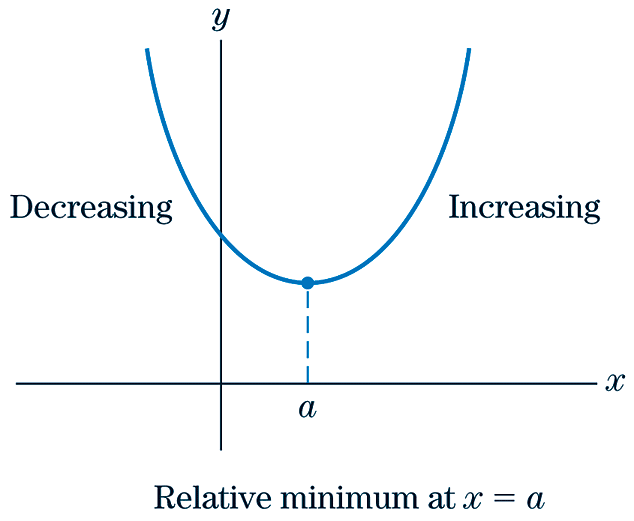 y
Decreasing
Increasing
x
a
Relative minimum at x = a